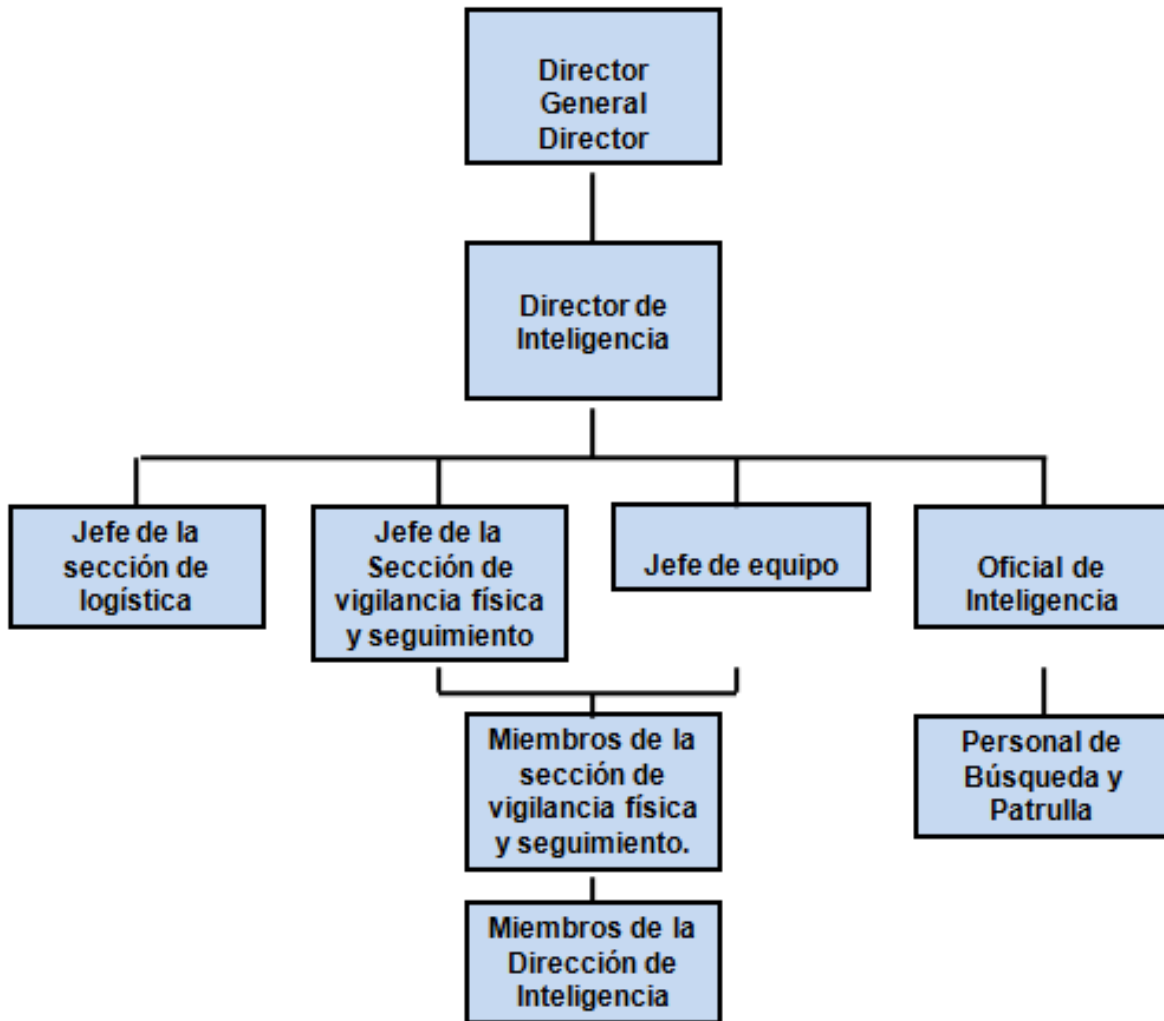 Director
General
Director
Director de
Inteligencia
Jefe de la
sección de
logística
Jefe de la
Sección de
vigilancia física
y seguimiento
Jefe de equipo
Oficial de
Inteligencia
Miembros de la
sección de
vigilancia física
y seguimiento.
Personal de
Búsqueda y
Patrulla
Miembros de la
Dirección de
Inteligencia